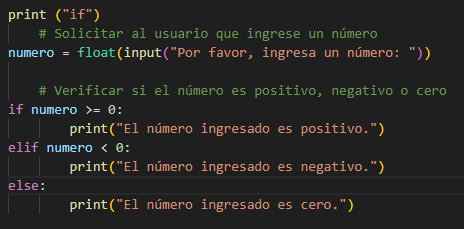 print ("if")
# Solicitar al usuario que ingrese un número
numero = float(input("Por favor, ingresa un número: "))
# Verificar si el número es positivo, negativo o cero
if numero >= 0:
print("El número ingresado es positivo.")
elif numero < 0:
print("El número ingresado es negativo.")
else:
print("El número ingresado es cero.")